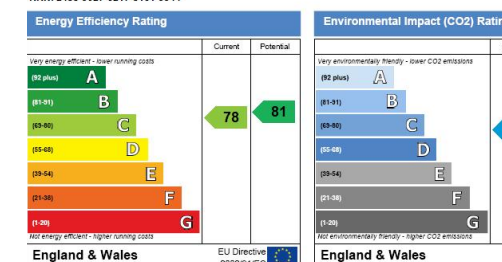 Energy Efficiency Rating
Current Potential
Very energy efficient - lower running costs
(92 plus) A
(81-91) B
(69-80) C
(55-68) D
(39-54) E
(21-38) F
(1-20) G
78
81
Not energy efficient - higher running costs
England & Wales
EU Directive
Environmental Impact (CO2) Ratin
Very environmentally friendly - lower CO2 emissions
(92 plus) A
(81-91) B
(69-80) C
(55-68) D
(39-54) E
(21-38) F
(1-20) G
Not environmentally friendly - higher CO2 emissions
England & Wales